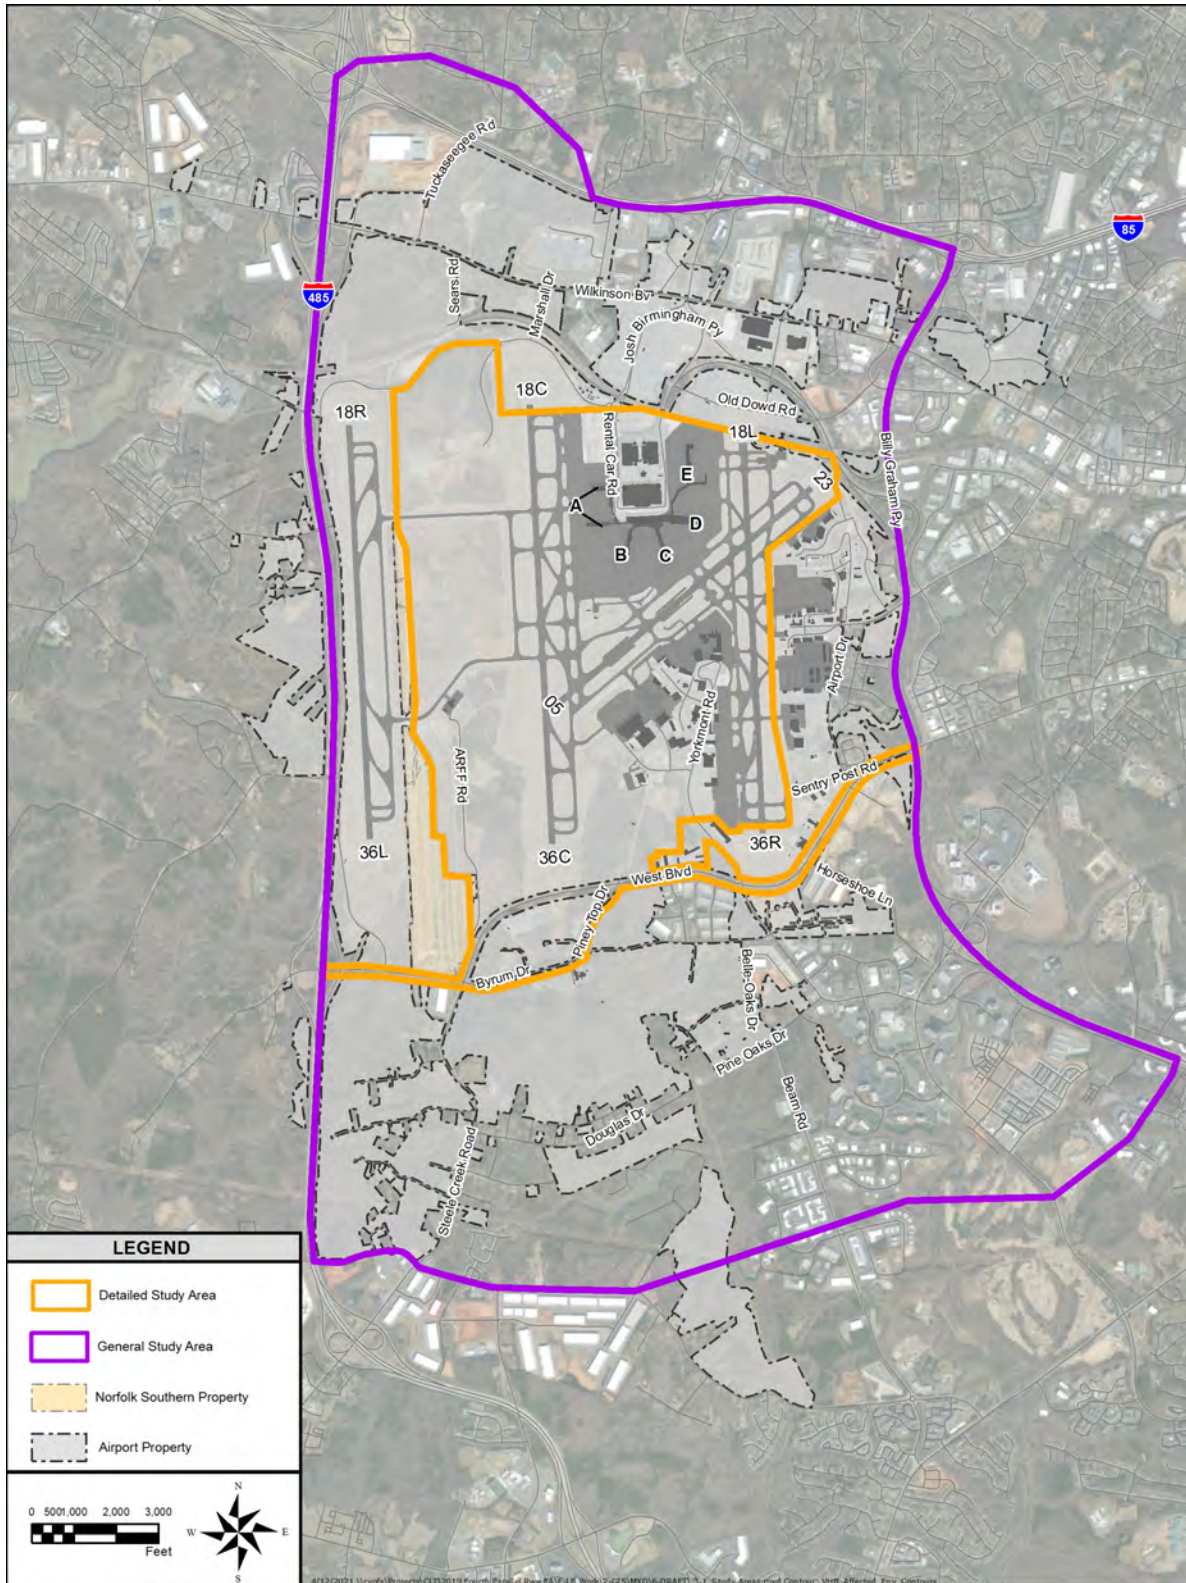 Tuckaseegee Rd
85
485
Sears Rd
Marshall Dr
Wilkinson Bv
Josh Birmingham Py
Old Dowd Rd
18R
18C
18L
Rental Car Rd
Billy Graham Py
23
A
E
D
B
C
05
Yorkmont Rd
Airport Dr
ARFF Rd
Sentry Post Rd
36L
36C
36R
West Blvd
Horseshoe Ln
Piney Top Dr
Byrum Dr
Belle Oaks Dr
Pine Oaks Dr
Beam Rd
Douglas Dr
Steele Creek Road
LEGEND
Detailed Study Area
General Study Area
Norfolk Southern Property
Airport Property
0 500 1,000 2,000 3,000
Feet
N
W E
S